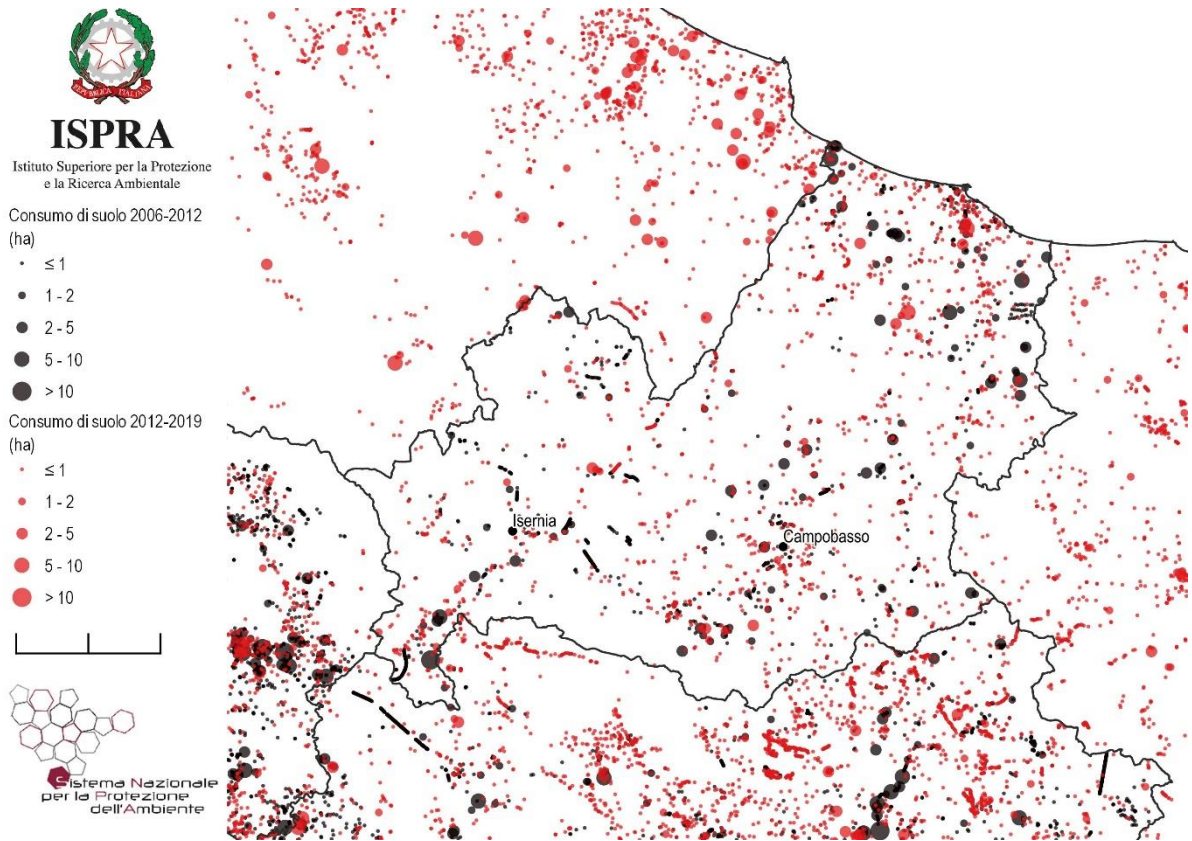 REPVBBLICA ITALIANA
ISPRA
Istituto Superiore per la Protezione
e la Ricerca Ambientale
Consumo di suolo 2006-2012
(ha)
≤ 1
1 - 2
2 - 5
5 - 10
> 10
Consumo di suolo 2012-2019
(ha)
≤ 1
1 - 2
2 - 5
5 - 10
> 10
Sistema Nazionale
per la Protezione
dell'Ambiente
Isernia
Campobasso